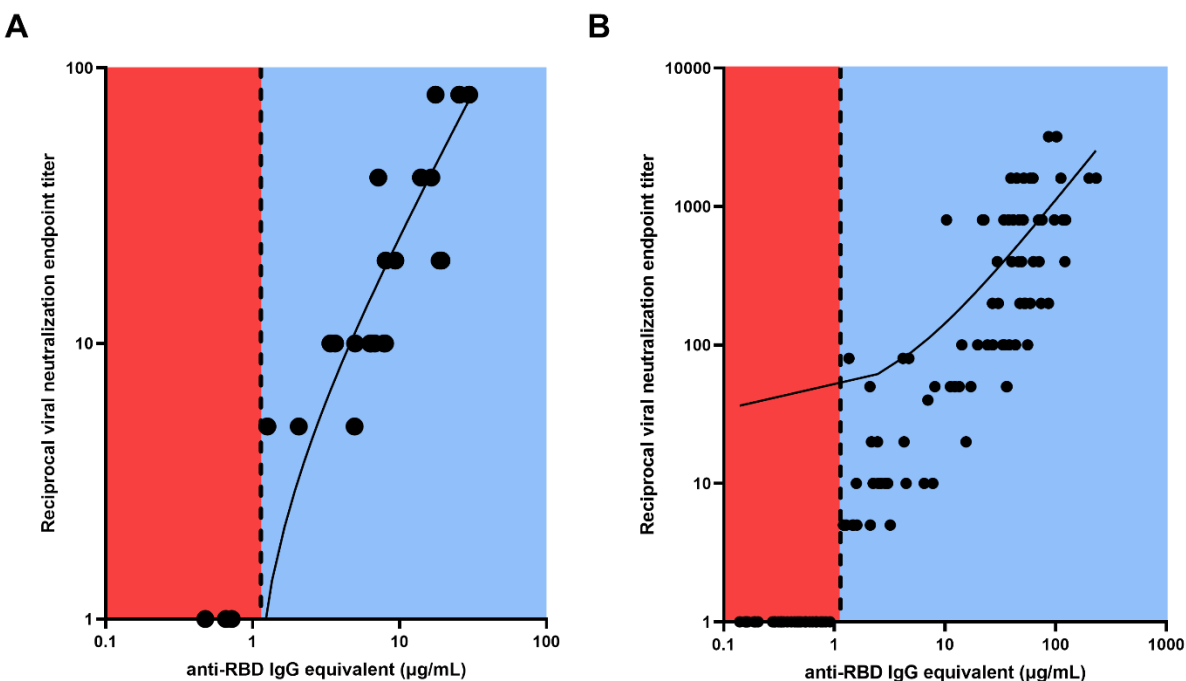 A
Reciprocal viral neutralization endpoint titer
100
10
1
0.1
1
10
100
anti-RBD IgG equivalent (µg/mL)
B
Reciprocal viral neutralization endpoint titer
10000
1000
100
10
1
0.1
1
10
100
1000
anti-RBD IgG equivalent (µg/mL)